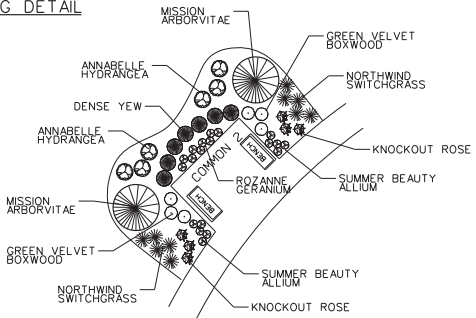 G DETAIL
MISSION
ARBORVITAE
GREEN VELVET
BOXWOOD
ANNABELLE
HYDRANGEA
NORTHWIND
SWITCHGRASS
DENSE YEW
ANNABELLE
HYDRANGEA
COMMON 2
BENCH
KNOCKOUT ROSE
ROZANNE
GERANIUM
SUMMER BEAUTY
ALLIUM
MISSION
ARBORVITAE
BENCH
GREEN VELVET
BOXWOOD
SUMMER BEAUTY
ALLIUM
NORTHWIND
SWITCHGRASS
KNOCKOUT ROSE